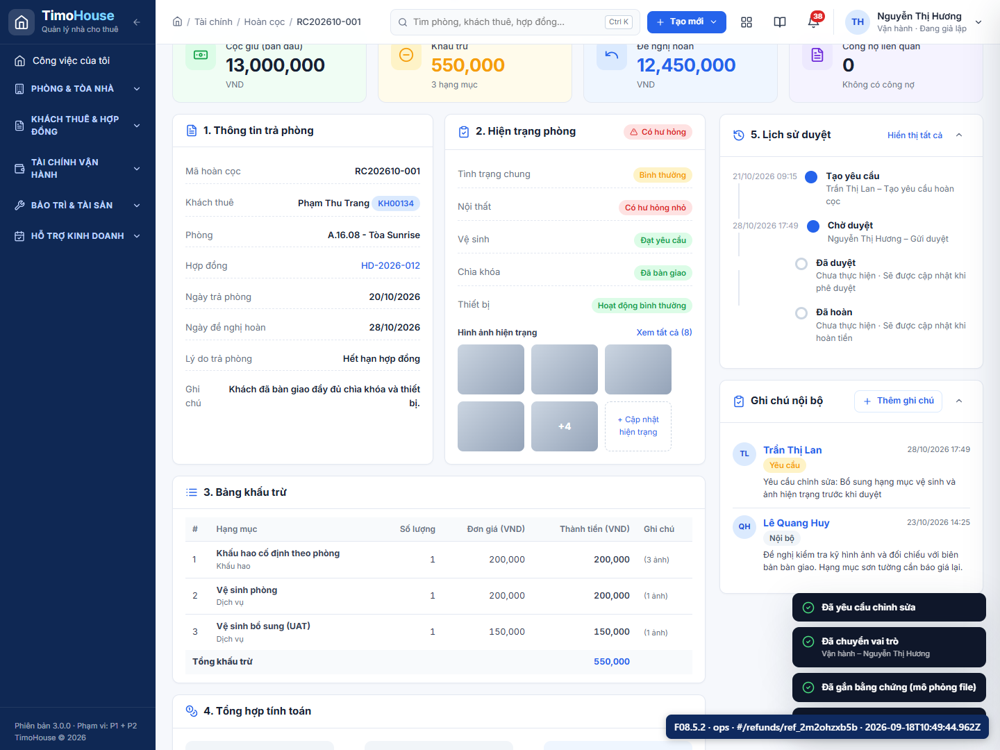 TimoHouse
Quản lý nhà cho thuê
Công việc của tôi
PHÒNG & TÒA NHÀ
KHÁCH THUÊ & HỢP ĐỒNG
TÀI CHÍNH VẬN HÀNH
BẢO TRÌ & TÀI SẢN
HỖ TRỢ KINH DOANH
Phiên bản 3.0.0 · Phạm vi: P1 + P2
TimoHouse © 2026
/ Tài chính / Hoàn cọc / RC202610-001
Tìm phòng, khách thuê, hợp đồng...
Ctrl K
Tạo mới
38
TH
Nguyễn Thị Hương
Vận hành · Đang giả lập
Cọc giữ (ban đầu)
13,000,000
VND
Khấu trừ
550,000
3 hạng mục
Đề nghị hoàn
12,450,000
VND
Công nợ liên quan
0
Không có công nợ
1. Thông tin trả phòng
Mã hoàn cọc RC202610-001
Khách thuê Phạm Thu Trang KH00134
Phòng A.16.08 - Tòa Sunrise
Hợp đồng HD-2026-012
Ngày trả phòng 20/10/2026
Ngày đề nghị hoàn 28/10/2026
Lý do trả phòng Hết hạn hợp đồng
Ghi chú Khách đã bàn giao đầy đủ chìa khóa và thiết bị.
2. Hiện trạng phòng Có hư hỏng
Tình trạng chung Bình thường
Nội thất Có hư hỏng nhỏ
Vệ sinh Đạt yêu cầu
Chìa khóa Đã bàn giao
Thiết bị Hoạt động bình thường
Hình ảnh hiện trạng Xem tất cả (8)
+4
+ Cập nhật hiện trạng
3. Bảng khấu trừ
# Hạng mục Số lượng Đơn giá (VND) Thành tiền (VND) Ghi chú
1 Khấu hao cố định theo phòng 1 200,000 200,000 (3 ảnh)
Khấu hao
2 Vệ sinh phòng 1 200,000 200,000 (1 ảnh)
Dịch vụ
3 Vệ sinh bổ sung (UAT) 1 150,000 150,000 (1 ảnh)
Dịch vụ
Tổng khấu trừ 550,000
4. Tổng hợp tính toán
5. Lịch sử duyệt Hiển thị tất cả
21/10/2026 09:15 Tạo yêu cầu
Trần Thị Lan – Tạo yêu cầu hoàn cọc
28/10/2026 17:49 Chờ duyệt
Nguyễn Thị Hương – Gửi duyệt
Đã duyệt
Chưa thực hiện · Sẽ được cập nhật khi phê duyệt
Đã hoàn
Chưa thực hiện · Sẽ được cập nhật khi hoàn tiền
Ghi chú nội bộ Thêm ghi chú
TL Trần Thị Lan 28/10/2026 17:49
Yêu cầu
Yêu cầu chỉnh sửa: Bổ sung hạng mục vệ sinh và
ảnh hiện trạng trước khi duyệt
QH Lê Quang Huy 23/10/2026 14:25
Nội bộ
Đề nghị kiểm tra kỹ hình ảnh và đối chiếu với biên
bản bàn giao. Hạng mục sơn tường cần báo giá lại.
Đã yêu cầu chỉnh sửa
Đã chuyển vai trò
Vận hành – Nguyễn Thị Hương
Đã gắn bằng chứng (mô phỏng file)
F08.5.2 · ops · #/refunds/ref_2m2ohzxb5b · 2026-09-18T10:49:44.962Z